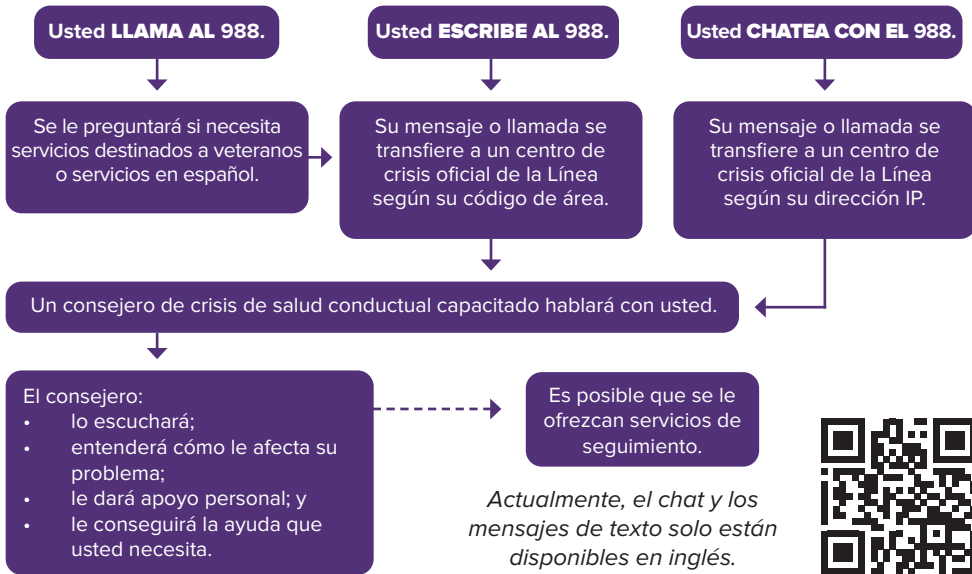 Usted LLAMA AL 988.
Usted ESCRIBE AL 988.
Usted CHATEA CON EL 988.
Se le preguntará si necesita
servicios destinados a veteranos
o servicios en español.
Su mensaje o llamada se
transfiere a un centro de
crisis oficial de la Línea
según su código de área.
Su mensaje o llamada se
transfiere a un centro de
crisis oficial de la Línea
según su dirección IP.
Un consejero de crisis de salud conductual capacitado hablará con usted.
El consejero:
• lo escuchará;
• entenderá cómo le afecta su
problema;
• le dará apoyo personal; y
• le conseguirá la ayuda que
usted necesita.
Es posible que se le
ofrezcan servicios de
seguimiento.
Actualmente, el chat y los
mensajes de texto solo están
disponibles en inglés.